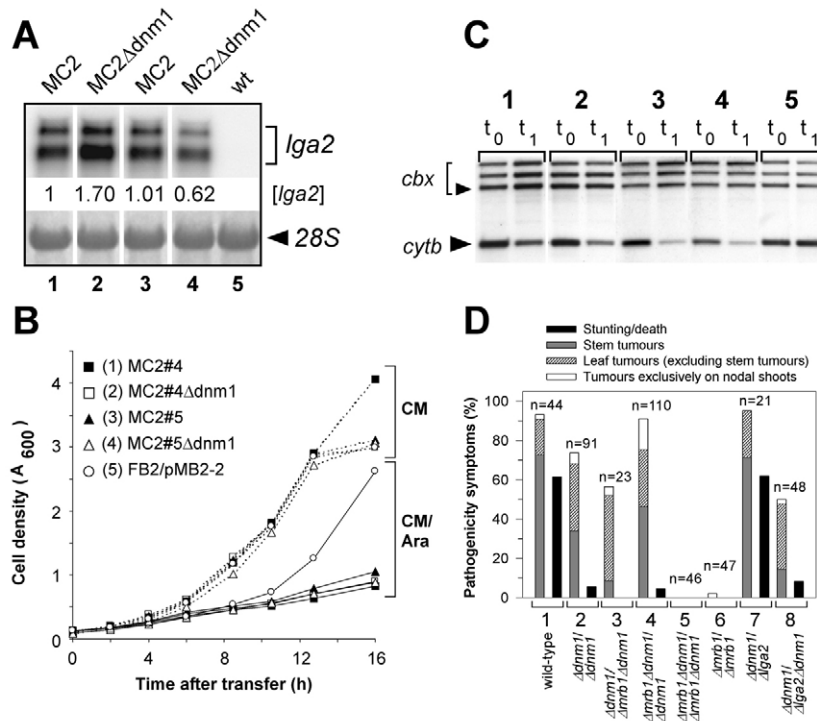 A
MC2
MC2Δdnm1
MC2
MC2Δdnm1
wt
lga2
1 1.70 1.01 0.62 [lga2]
28S
1 2 3 4 5
B
Cell density (A600)
4
3
2
1
0
(1) MC2#4
(2) MC2#4Δdnm1
(3) MC2#5
(4) MC2#5Δdnm1
(5) FB2/pMB2-2
CM
CM/
Ara
0 4 8 12 16
Time after transfer (h)
C
1 2 3 4 5
t0 t1 t0 t1 t0 t1 t0 t1 t0 t1
cbx
cytb
D
Stunting/death
Stem tumours
Leaf tumours (excluding stem tumours)
Tumours exclusively on nodal shoots
Pathogenicity symptoms (%)
100
80
60
40
20
0
n=44
n=91
n=23
n=110
n=46
n=47
n=21
n=48
1 2 3 4 5 6 7 8
wild-type
Δdnm1/
Δdnm1
Δdnm1/
Δmrb1Δdnm1
Δmrb1Δdnm1/
Δdnm1
Δmrb1Δdnm1/
Δmrb1Δdnm1
Δmrb1/
Δmrb1
Δdnm1/
Δlga2
Δdnm1/
Δlga2Δdnm1